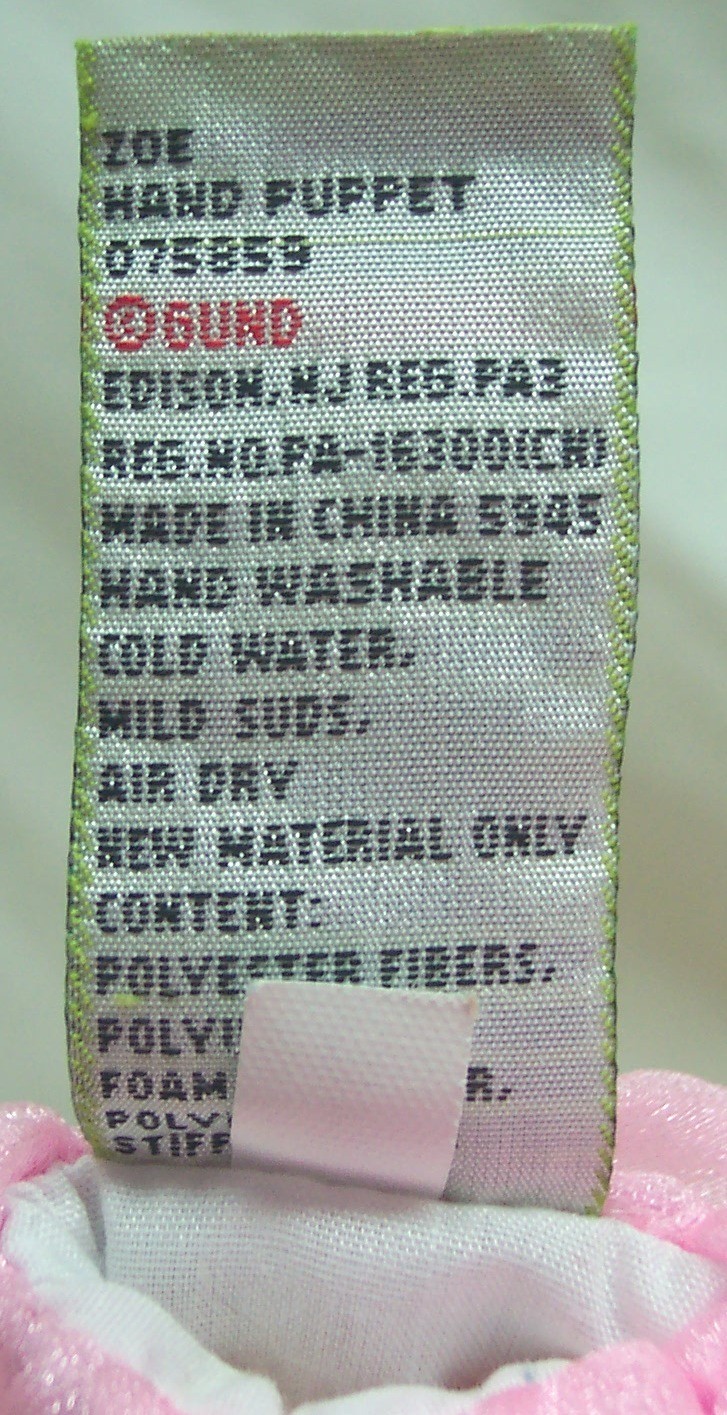 ZOE
HAND PUPPET
075859
©GUND
EDISON, NJ REG.PA3
REG.NO.PA-16300(CH)
MADE IN CHINA 5945
HAND WASHABLE
COLD WATER,
MILD SUDS,
AIR DRY
NEW MATERIAL ONLY
CONTENT:
POLYESTER FIBERS,
FOAM